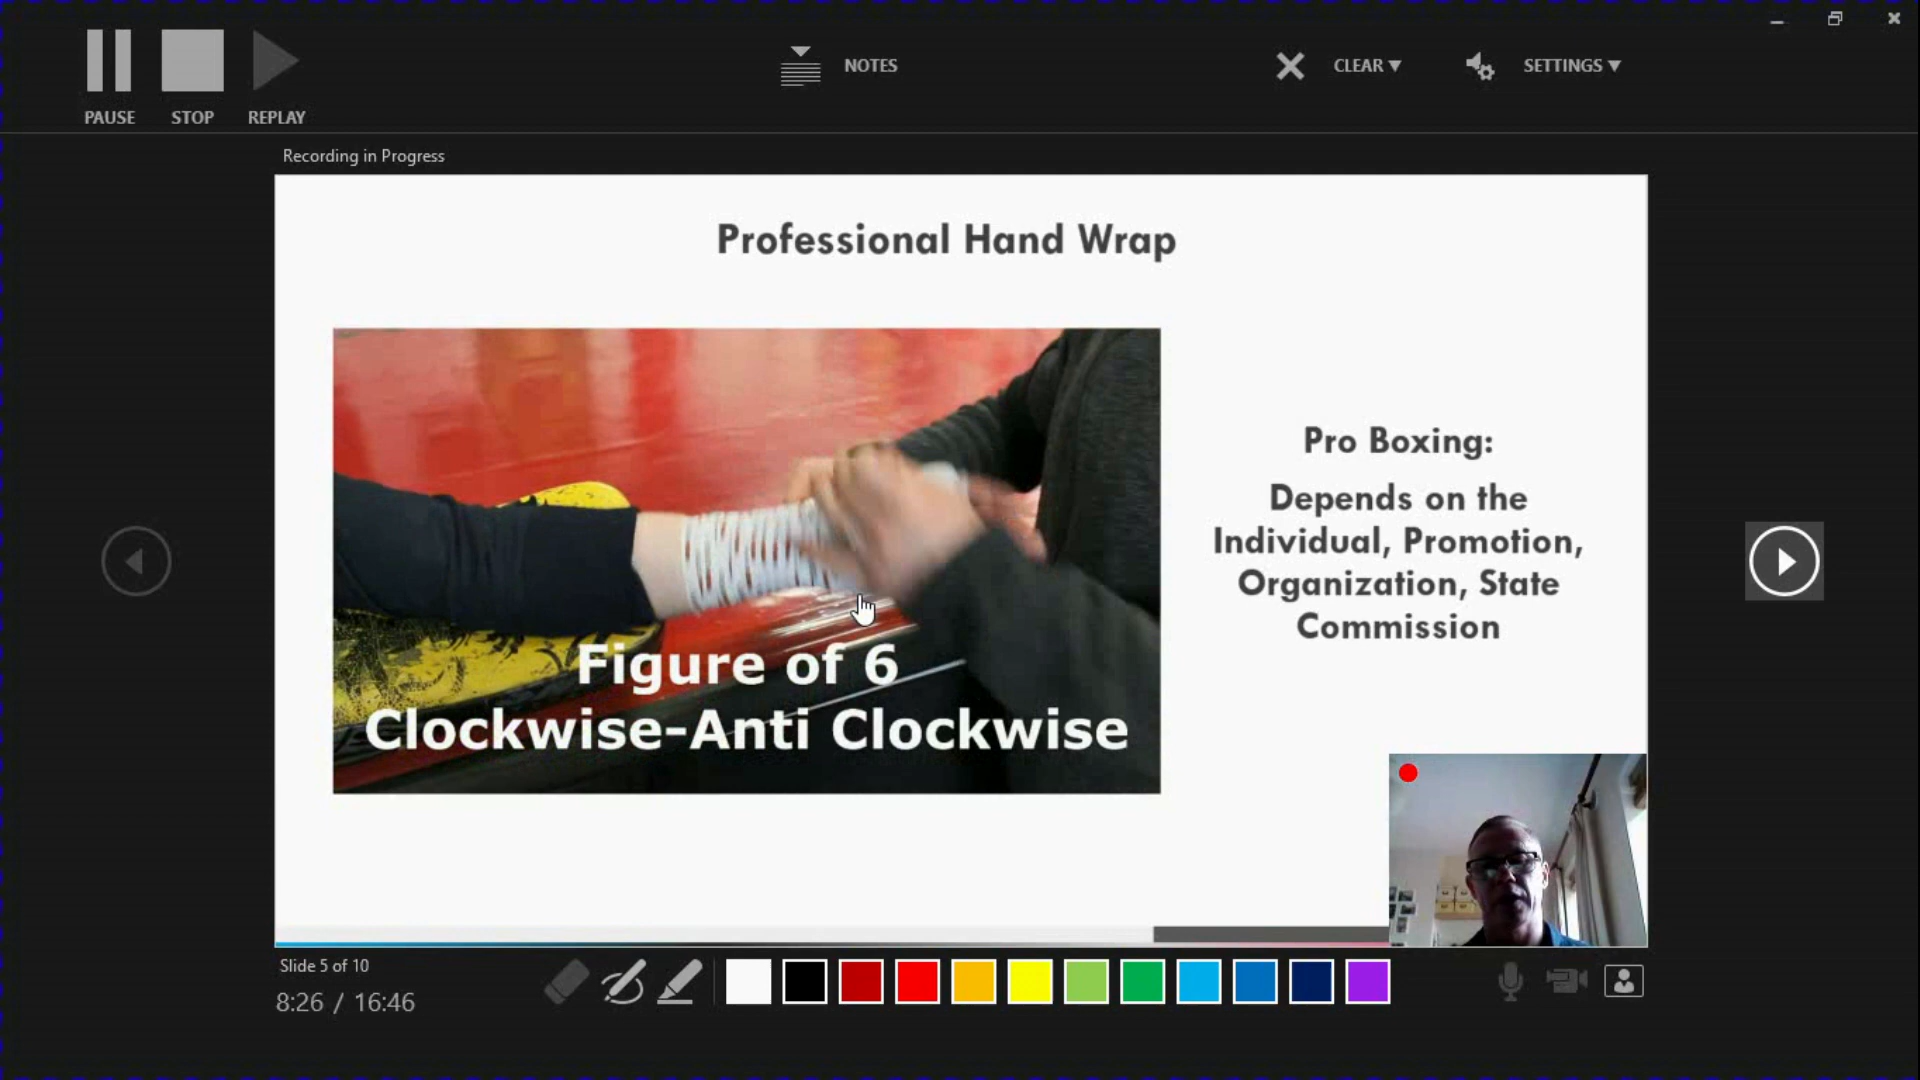 PAUSE
STOP
REPLAY
NOTES
CLEAR
SETTINGS
Recording in Progress
Professional Hand Wrap
Figure of 6
Clockwise-Anti Clockwise
Pro Boxing:
Depends on the
Individual, Promotion,
Organization, State
Commission
Slide 5 of 10
8:26 / 16:46